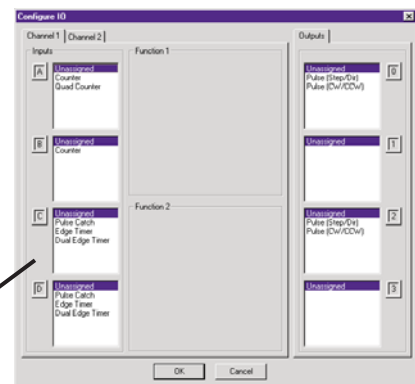 Configure IO
Channel 1 Channel 2 Outputs
Inputs
Function 1
A
Unassigned
Counter
Quad Counter
0
Unassigned
Pulse (Step/Dir)
Pulse (CW/CCW)
B
Unassigned
Counter
1
Unassigned
Function 2
C
Unassigned
Pulse Catch
Edge Timer
Dual Edge Timer
2
Unassigned
Pulse (Step/Dir)
Pulse (CW/CCW)
D
Unassigned
Pulse Catch
Edge Timer
Dual Edge Timer
3
Unassigned
OK Cancel